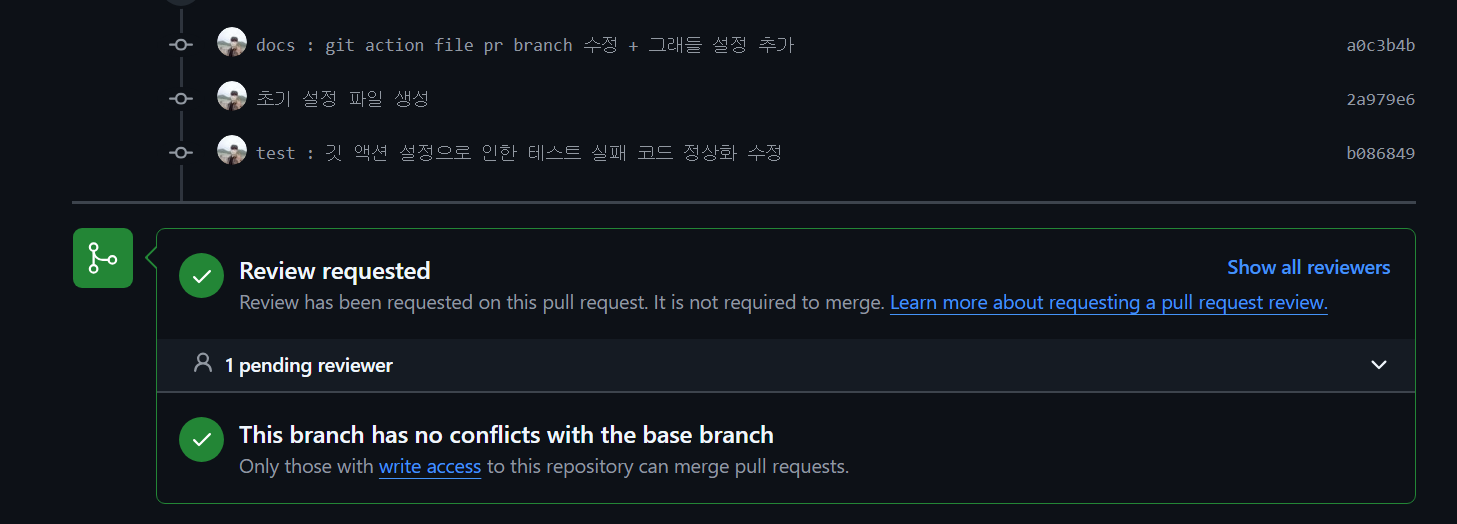 docs : git action file pr branch 수정 + 그래들 설정 추가 a0c3b4b
초기 설정 파일 생성 2a979e6
test : 깃 액션 설정으로 인한 테스트 실패 코드 정상화 수정 b086849
Review requested Show all reviewers
Review has been requested on this pull request. It is not required to merge. Learn more about requesting a pull request review.
1 pending reviewer
This branch has no conflicts with the base branch
Only those with write access to this repository can merge pull requests.